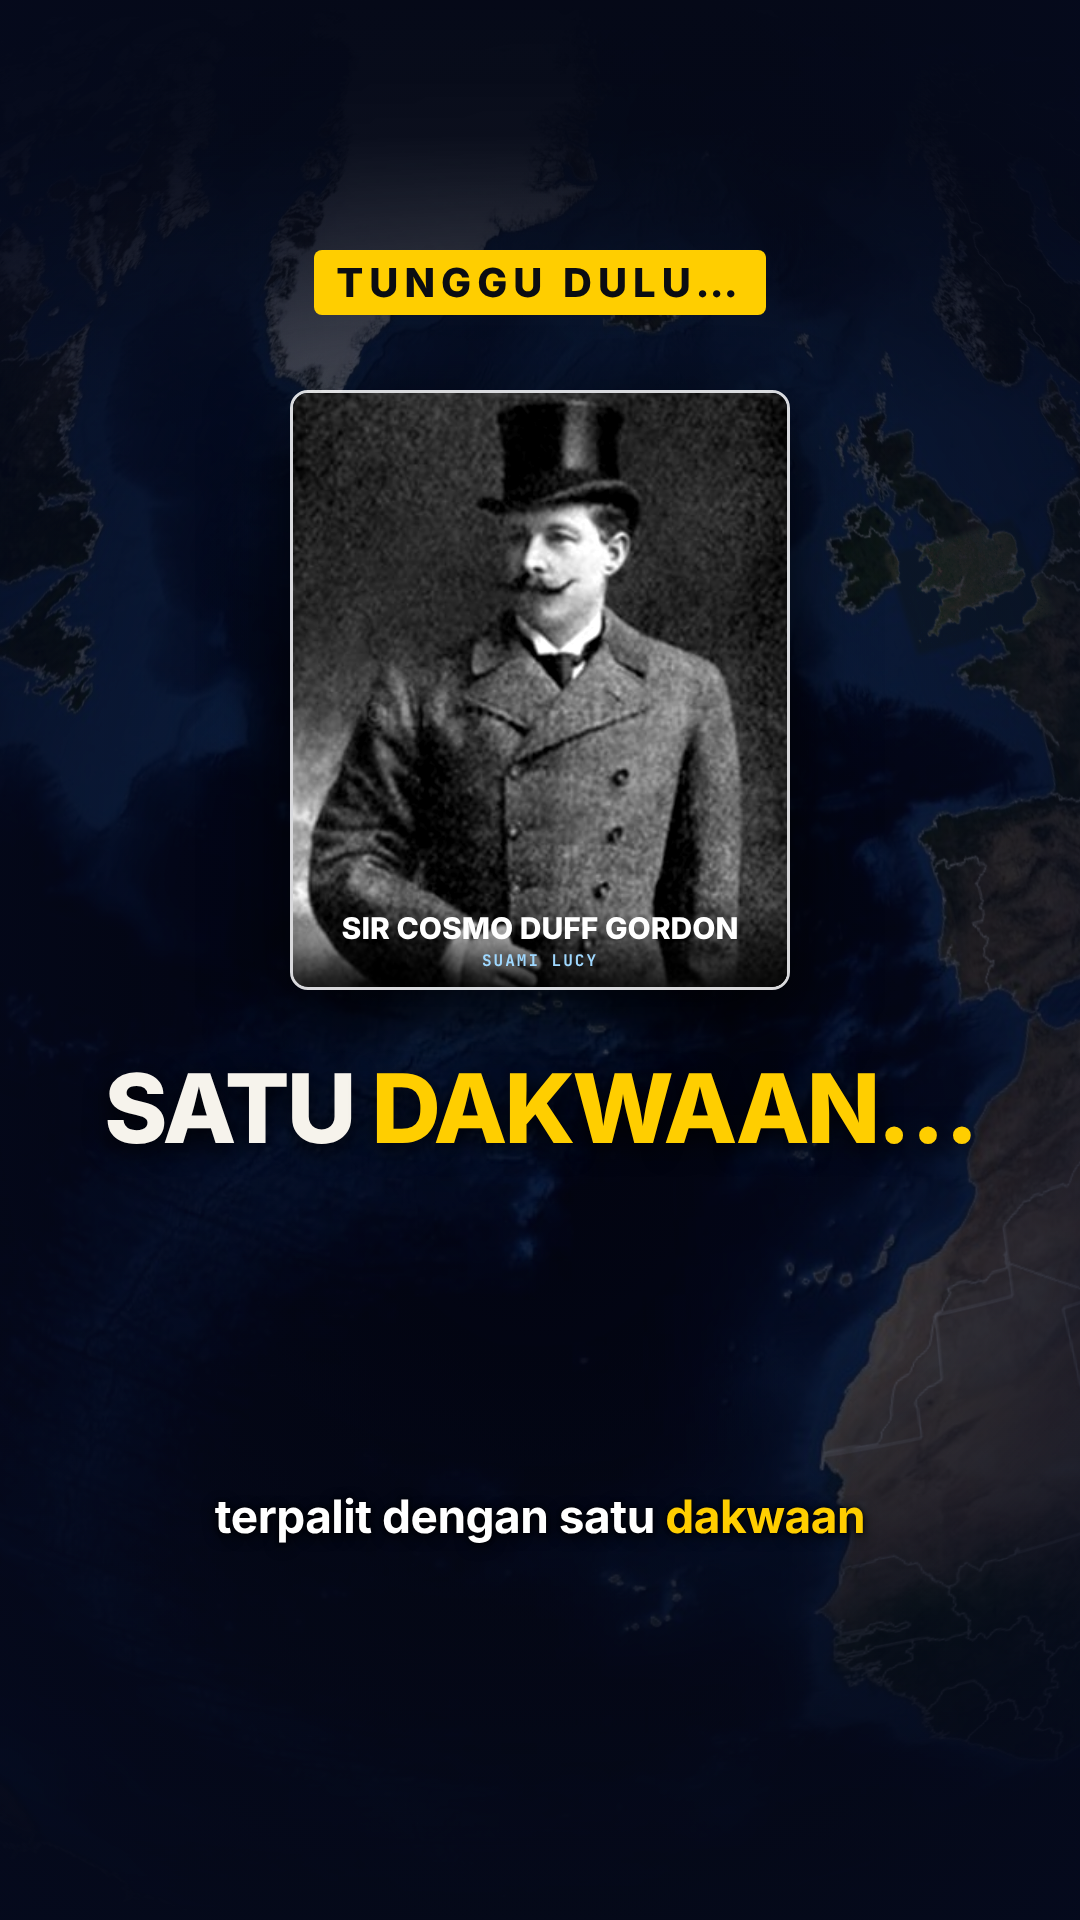 TUNGGU DULU...
SIR COSMO DUFF GORDON
SUAMI LUCY
SATU DAKWAAN...
terpalit dengan satu dakwaan